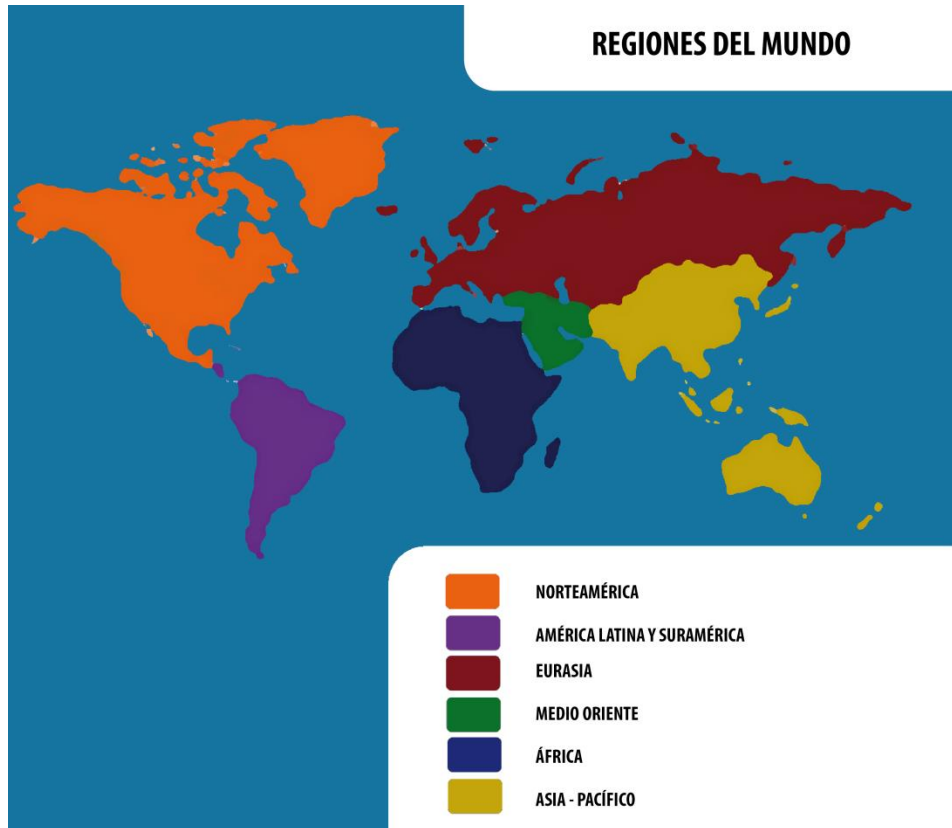 REGIONES DEL MUNDO
NORTEAMÉRICA
AMÉRICA LATINA Y SURAMÉRICA
EURASIA
MEDIO ORIENTE
ÁFRICA
ASIA - PACÍFICO